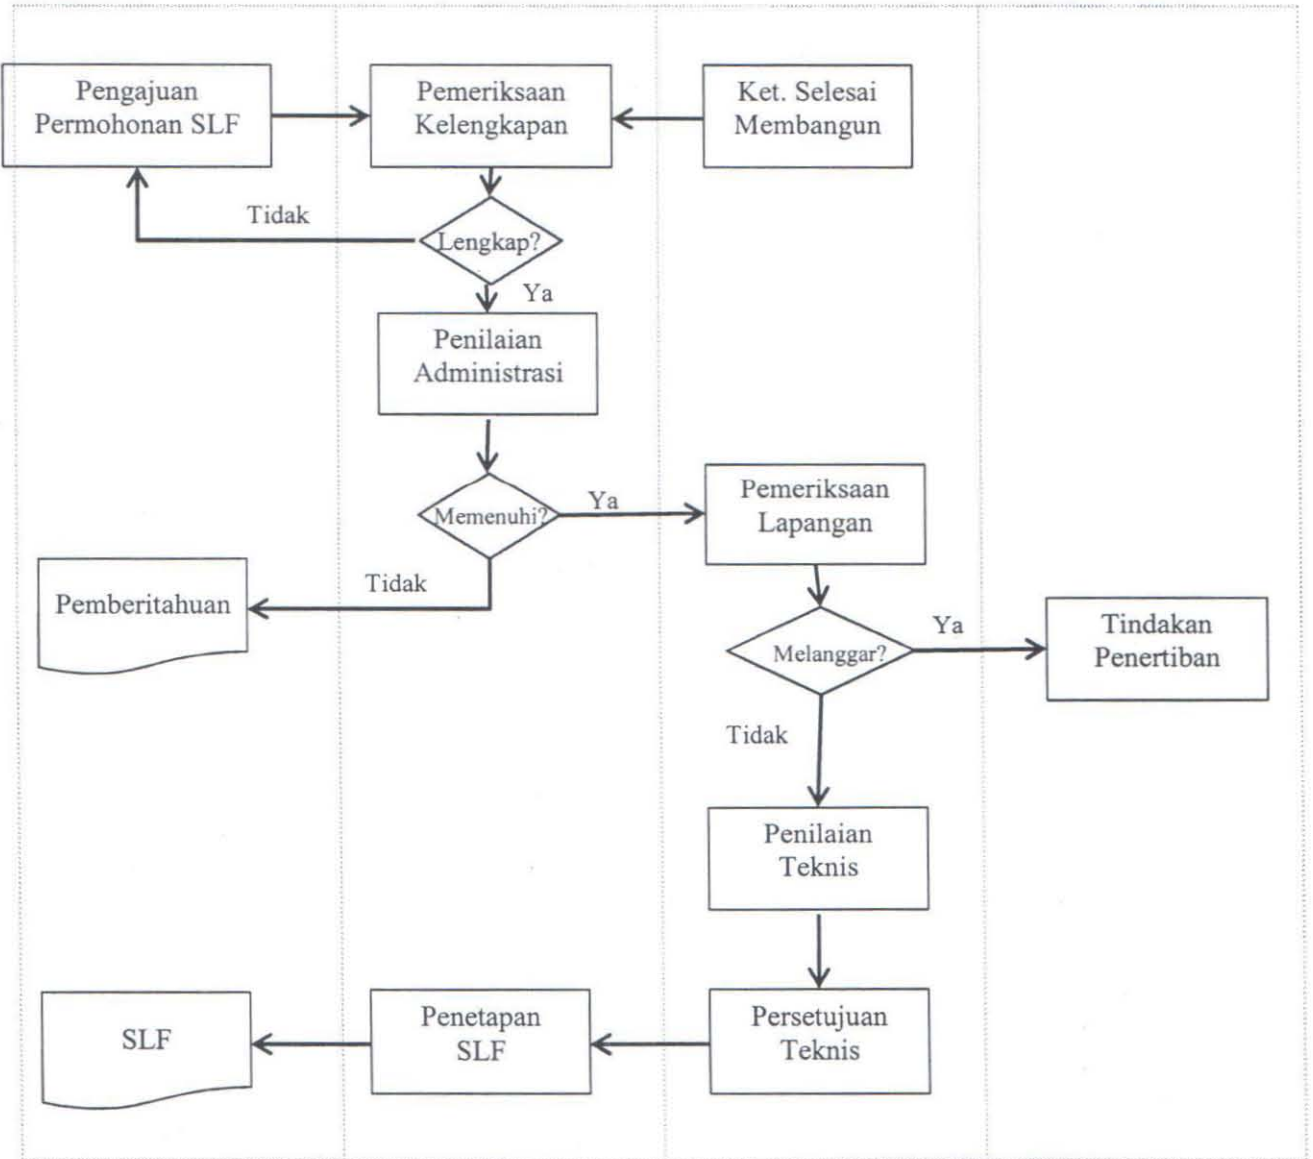 Pengajuan
Permohonan SLF
Pemeriksaan
Kelengkapan
Ket. Selesai
Membangun
Tidak
Lengkap?
Ya
Penilaian
Administrasi
Memenuhi?
Ya
Pemeriksaan
Lapangan
Tidak
Pemberitahuan
Melanggar?
Ya
Tindakan
Penertiban
Tidak
Penilaian
Teknis
SLF
Penetapan
SLF
Persetujuan
Teknis